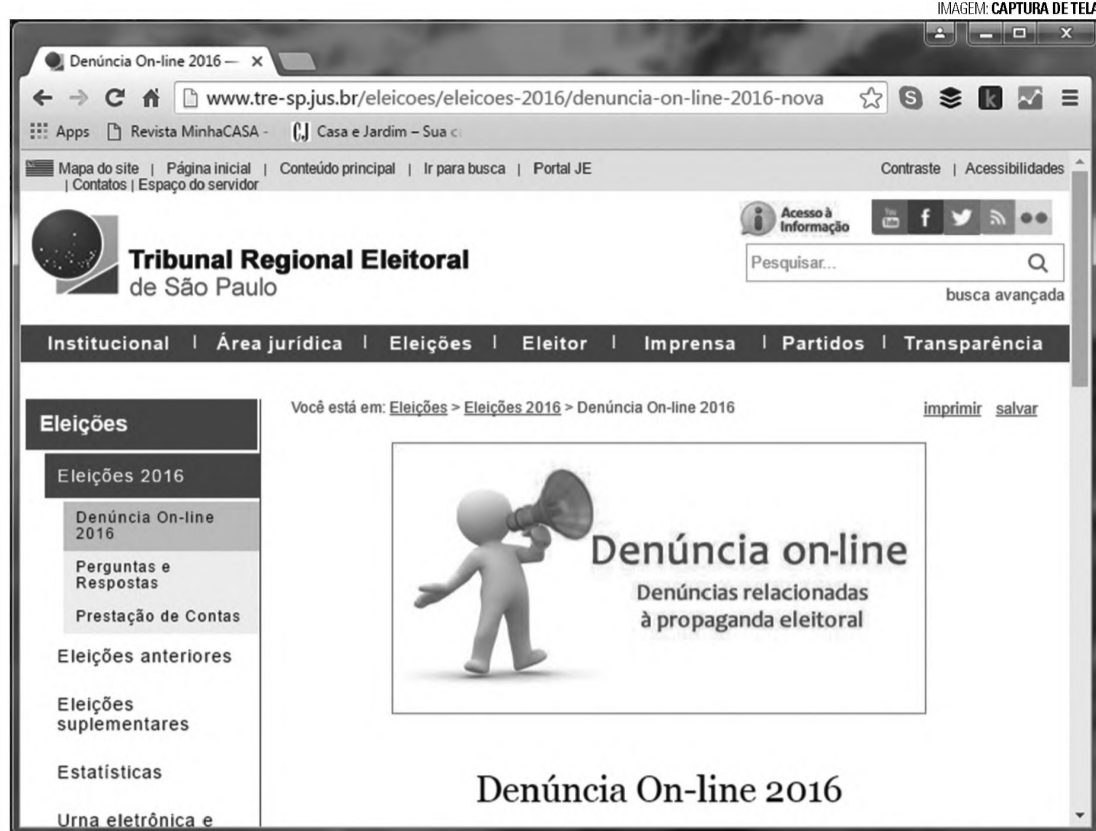 IMAGEM: CAPTURA DE TELA
Denúncia On-line 2016 —
www.tre-sp.jus.br/eleicoes/eleicoes-2016/denuncia-on-line-2016-nova
Apps Revista MinhaCASA - Casa e Jardim – Sua c
Mapa do site | Página inicial | Conteúdo principal | Ir para busca | Portal JE
| Contatos | Espaço do servidor
Contraste | Acessibilidades
Acesso à
Informação
You
Tribunal Regional Eleitoral
de São Paulo
Pesquisar...
busca avançada
Institucional | Área jurídica | Eleições | Eleitor | Imprensa | Partidos | Transparência
Você está em: Eleições > Eleições 2016 > Denúncia On-line 2016
imprimir salvar
Eleições
Eleições 2016
Denúncia On-line
2016
Perguntas e
Respostas
Prestação de Contas
Eleições anteriores
Eleições
suplementares
Estatísticas
Urna eletrônica e
Denúncia on-line
Denúncias relacionadas
à propaganda eleitoral
Denúncia On-line 2016